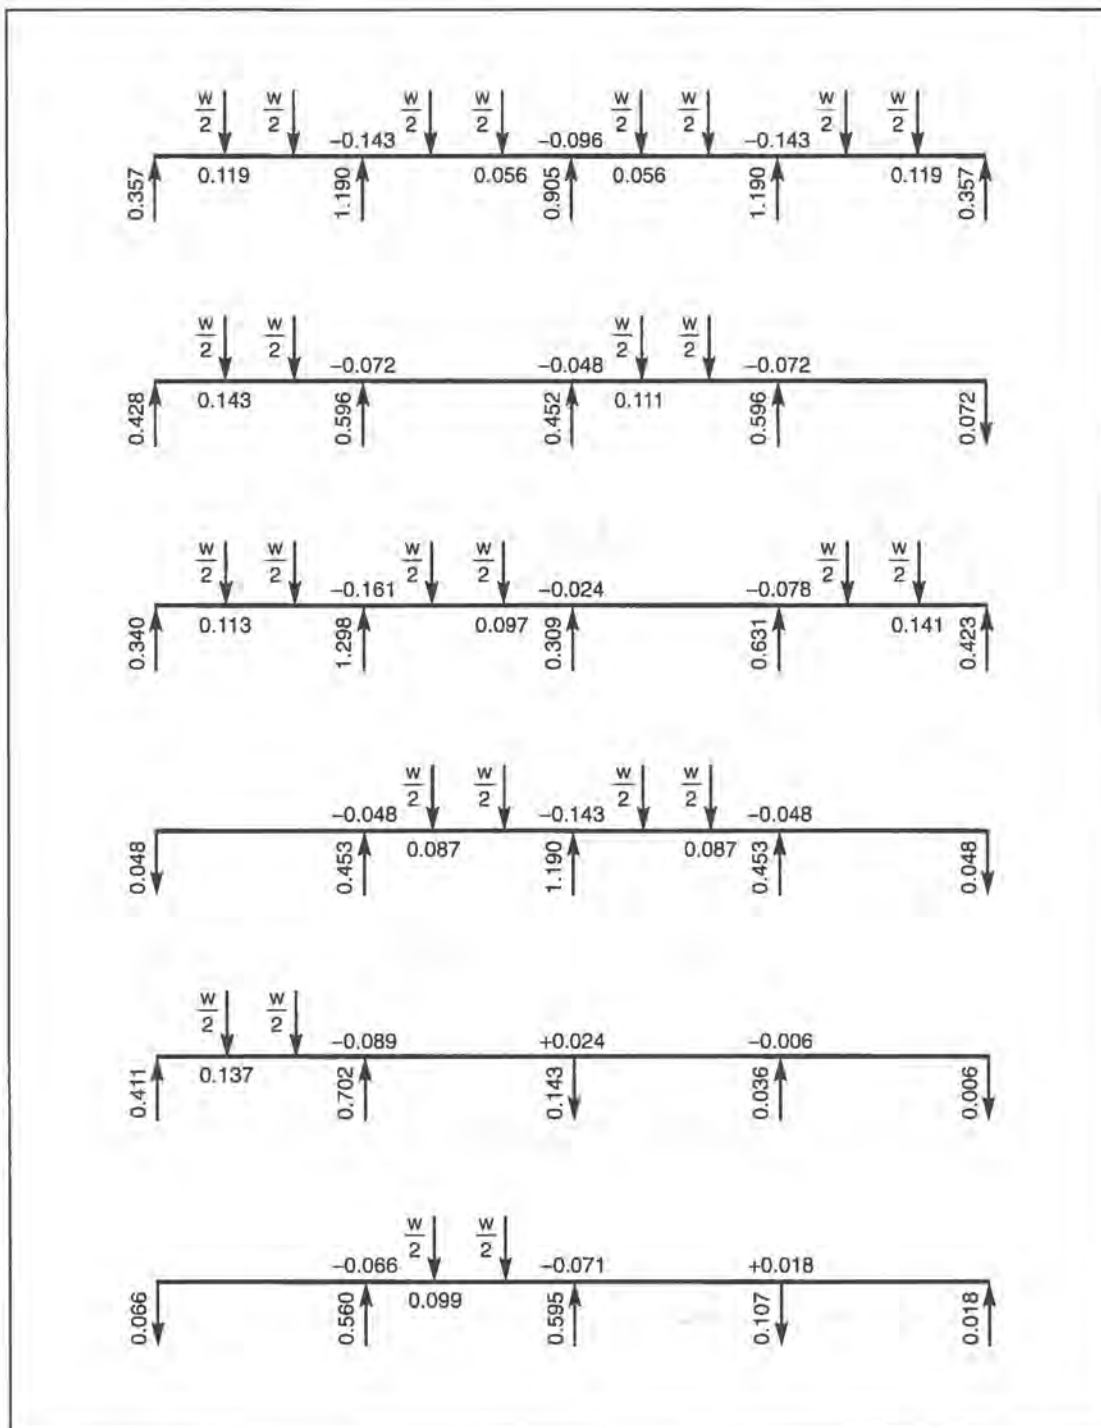 w/2 w/2 w/2 w/2 w/2 w/2 w/2 w/2
−0.143 −0.096 −0.143
0.119 0.056 0.056 0.119
0.357 1.190 0.905 1.190 0.357
w/2 w/2 w/2 w/2
−0.072 −0.048 −0.072
0.143 0.111
0.428 0.596 0.452 0.596 0.072
w/2 w/2 w/2 w/2 w/2 w/2
−0.161 −0.024 −0.078
0.113 0.097 0.141
0.340 1.298 0.309 0.631 0.423
w/2 w/2 w/2 w/2
−0.048 −0.143 −0.048
0.087 0.087
0.048 0.453 1.190 0.453 0.048
w/2 w/2
−0.089 +0.024 −0.006
0.137
0.411 0.702 0.143 0.036 0.006
w/2 w/2
−0.066 −0.071 +0.018
0.099
0.066 0.560 0.595 0.107 0.018